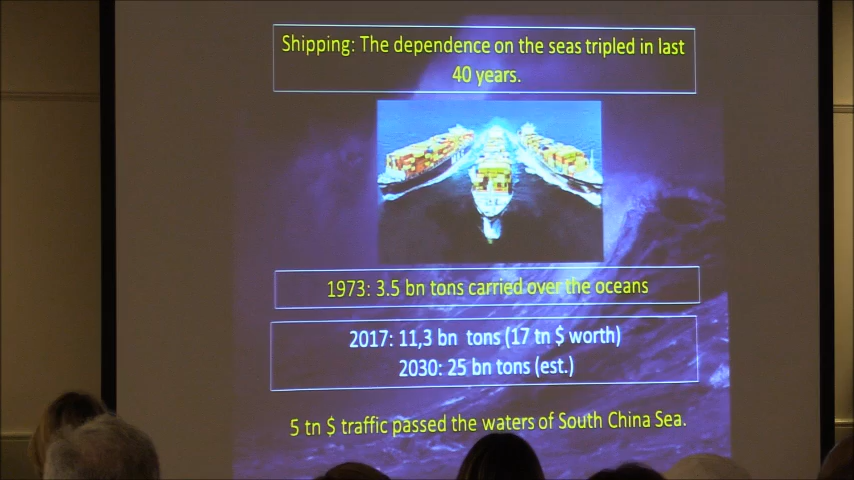 Shipping: The dependence on the seas tripled in last
40 years.
1973: 3.5 bn tons carried over the oceans
2017: 11,3 bn tons (17 tn $ worth)
2030: 25 bn tons (est.)
5 tn $ traffic passed the waters of South China Sea.